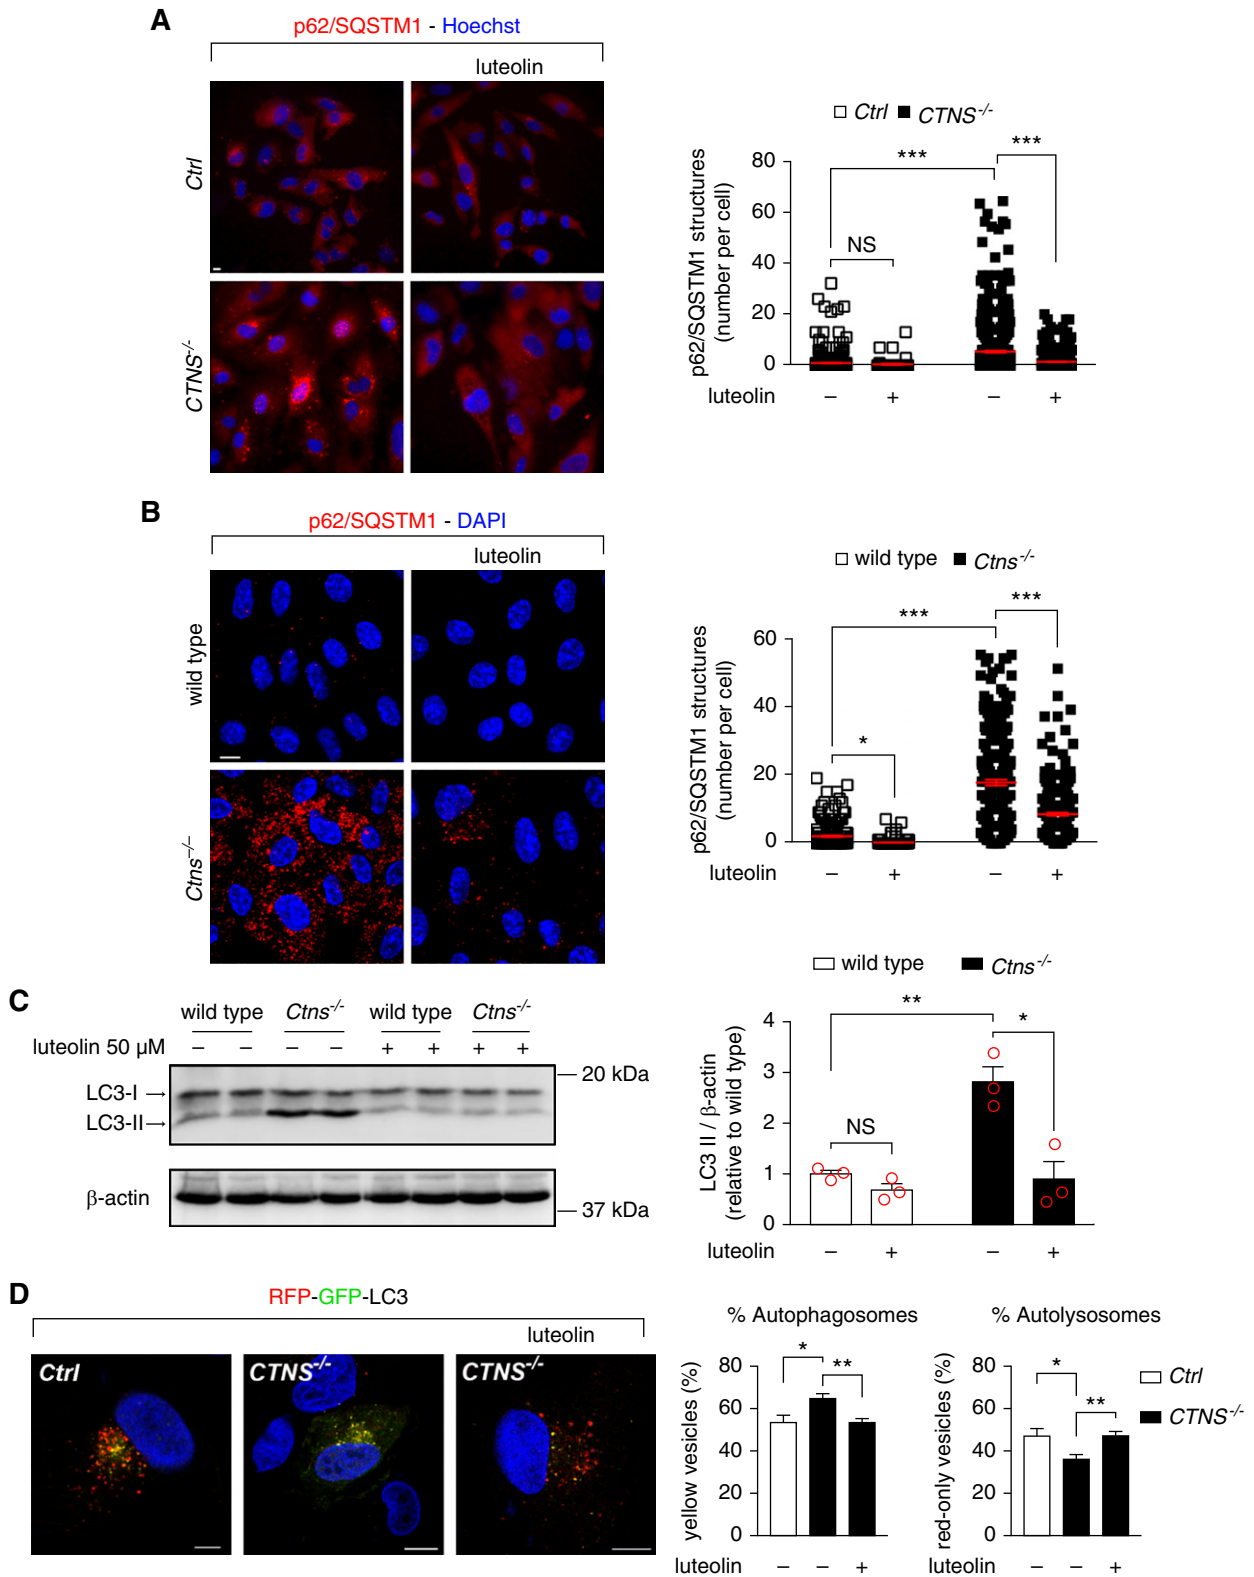 A
p62/SQSTM1 - Hoechst
luteolin
Ctrl
CTNS-/-
Ctrl CTNS-/-
p62/SQSTM1 structures
(number per cell)
80
60
40
20
0
***
***
NS
luteolin − + − +
B
p62/SQSTM1 - DAPI
luteolin
wild type
Ctns-/-
wild type Ctns-/-
p62/SQSTM1 structures
(number per cell)
60
40
20
0
***
***
*
luteolin − + − +
C
wild type Ctns-/- wild type Ctns-/-
luteolin 50 µM − − − − + + + +
20 kDa
LC3-I →
LC3-II→
β-actin
37 kDa
wild type Ctns-/-
LC3 II / β-actin
(relative to wild type)
4
3
2
1
0
**
*
NS
luteolin − + − +
D
RFP-GFP-LC3
luteolin
Ctrl
CTNS-/-
CTNS-/-
% Autophagosomes
yellow vesicles (%)
80
60
40
20
0
*
**
luteolin − − +
% Autolysosomes
red-only vesicles (%)
80
60
40
20
0
*
**
luteolin − − +
Ctrl
CTNS-/-